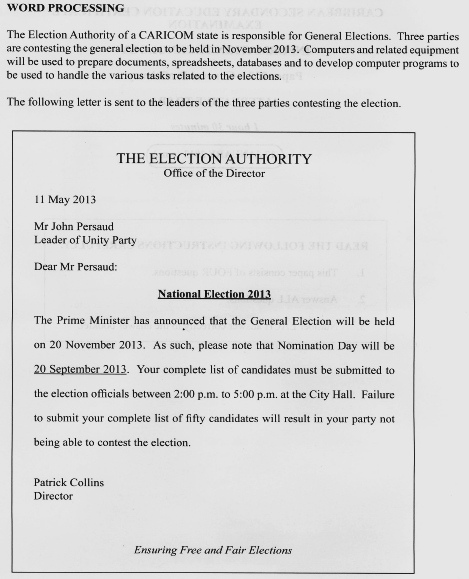 WORD PROCESSING
The Election Authority of a CARICOM state is responsible for General Elections. Three parties
are contesting the general election to be held in November 2013. Computers and related equipment
will be used to prepare documents, spreadsheets, databases and to develop computer programs to
be used to handle the various tasks related to the elections.
The following letter is sent to the leaders of the three parties contesting the election.
THE ELECTION AUTHORITY
Office of the Director
11 May 2013
Mr John Persaud
Leader of Unity Party
Dear Mr Persaud:
National Election 2013
The Prime Minister has announced that the General Election will be held
on 20 November 2013. As such, please note that Nomination Day will be
20 September 2013. Your complete list of candidates must be submitted to
the election officials between 2:00 p.m. to 5:00 p.m. at the City Hall. Failure
to submit your complete list of fifty candidates will result in your party not
being able to contest the election.
Patrick Collins
Director
Ensuring Free and Fair Elections